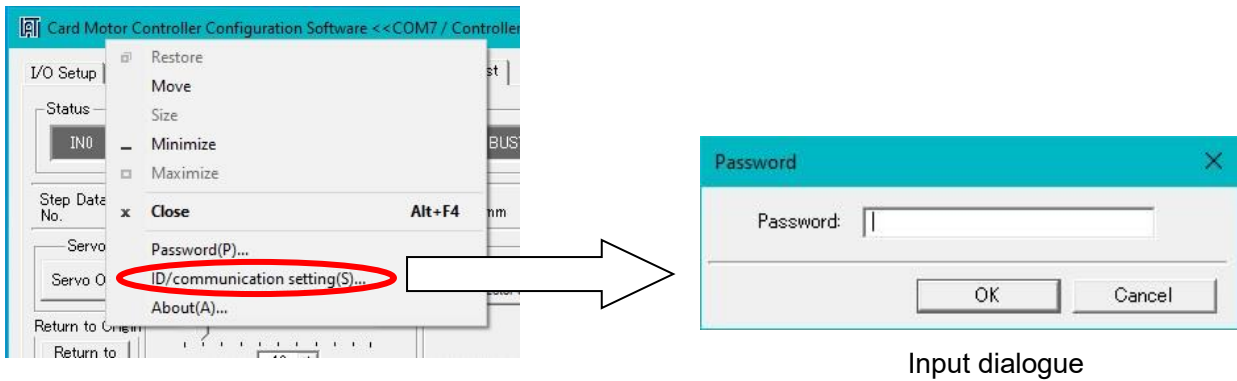 Card Motor Controller Configuration Software <<COM7 / Controller
I/O Setup
st
Restore
Move
Size
Minimize
Maximize
Close Alt+F4
Password(P)...
ID/communication setting(S)...
About(A)...
Status
IN0
BUS
Step Data
No.
mm
Servo
Servo O
Return to Origin
Return to
Password
Password:
OK Cancel
Input dialogue